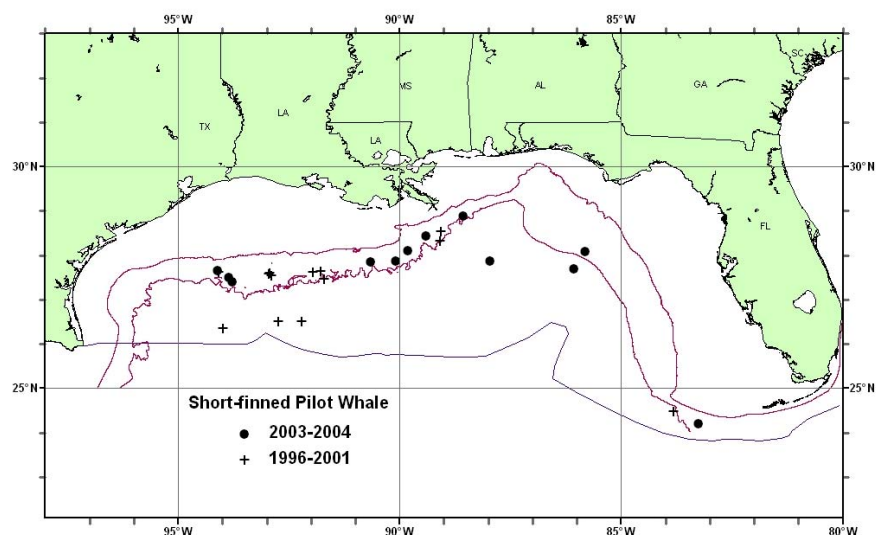 95°W 90°W 85°W 80°W
SC
MS AL GA
LA
TX
LA
30°N 30°N
FL
25°N 25°N
Short-finned Pilot Whale
2003-2004
1996-2001
95°W 90°W 85°W 80°W